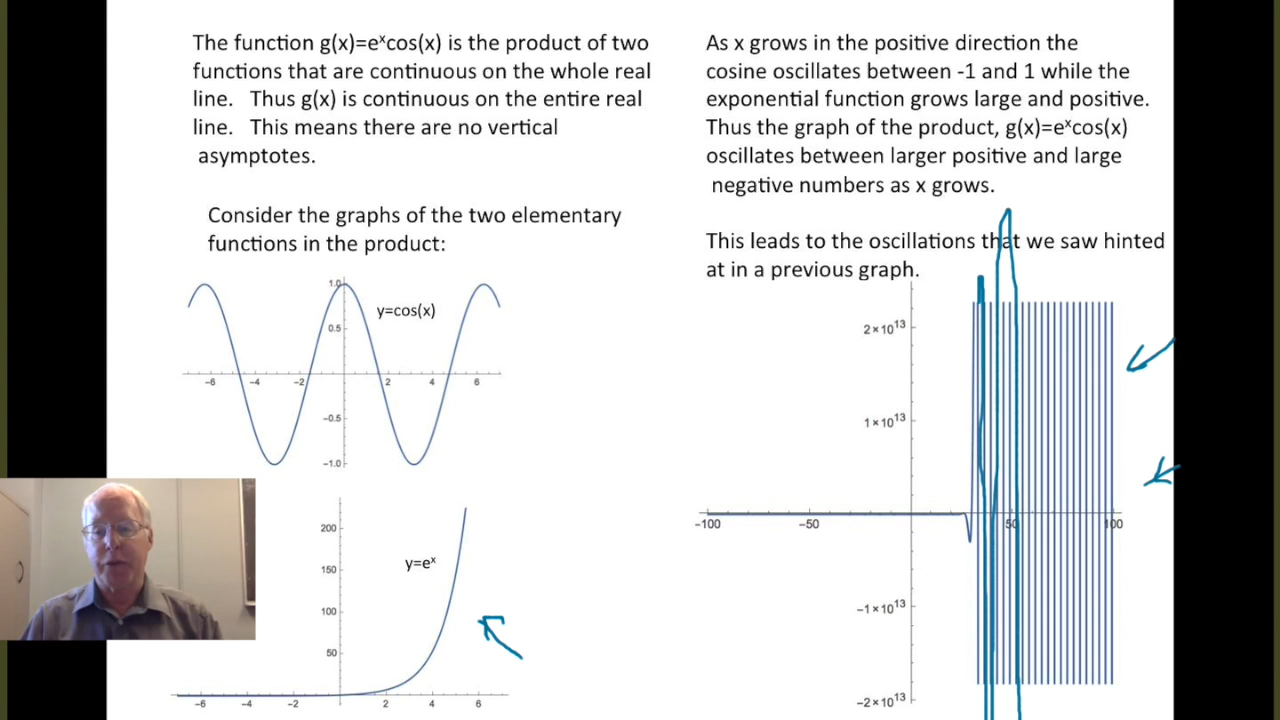 The function g(x)=eˣcos(x) is the product of two
functions that are continuous on the whole real
line. Thus g(x) is continuous on the entire real
line. This means there are no vertical
asymptotes.
Consider the graphs of the two elementary
functions in the product:
1.0
y=cos(x)
0.5
-6 -4 -2 2 4 6
-0.5
-1.0
200
y=eˣ
150
100
50
-6 -4 -2 2 4 6
As x grows in the positive direction the
cosine oscillates between -1 and 1 while the
exponential function grows large and positive.
Thus the graph of the product, g(x)=eˣcos(x)
oscillates between larger positive and large
negative numbers as x grows.
This leads to the oscillations that we saw hinted
at in a previous graph.
2×10¹³
1×10¹³
-100 -50 50 100
-1×10¹³
-2×10¹³